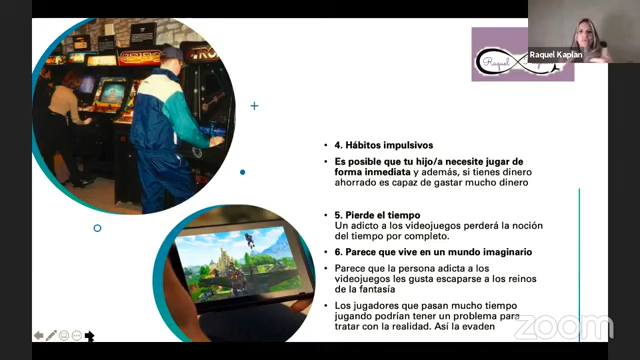 Raquel Kaplan
Raquel
• 4. Hábitos impulsivos
• Es posible que tu hijo/a necesite jugar de
forma inmediata y además, si tienes dinero
ahorrado es capaz de gastar mucho dinero
• 5. Pierde el tiempo
Un adicto a los videojuegos perderá la noción
del tiempo por completo.
• 6. Parece que vive en un mundo imaginario
• Parece que la persona adicta a los
videojuegos les gusta escaparse a los reinos
de la fantasía
• Los jugadores que pasan mucho tiempo
jugando podrían tener un problema para
tratar con la realidad. Así la evaden
zoom